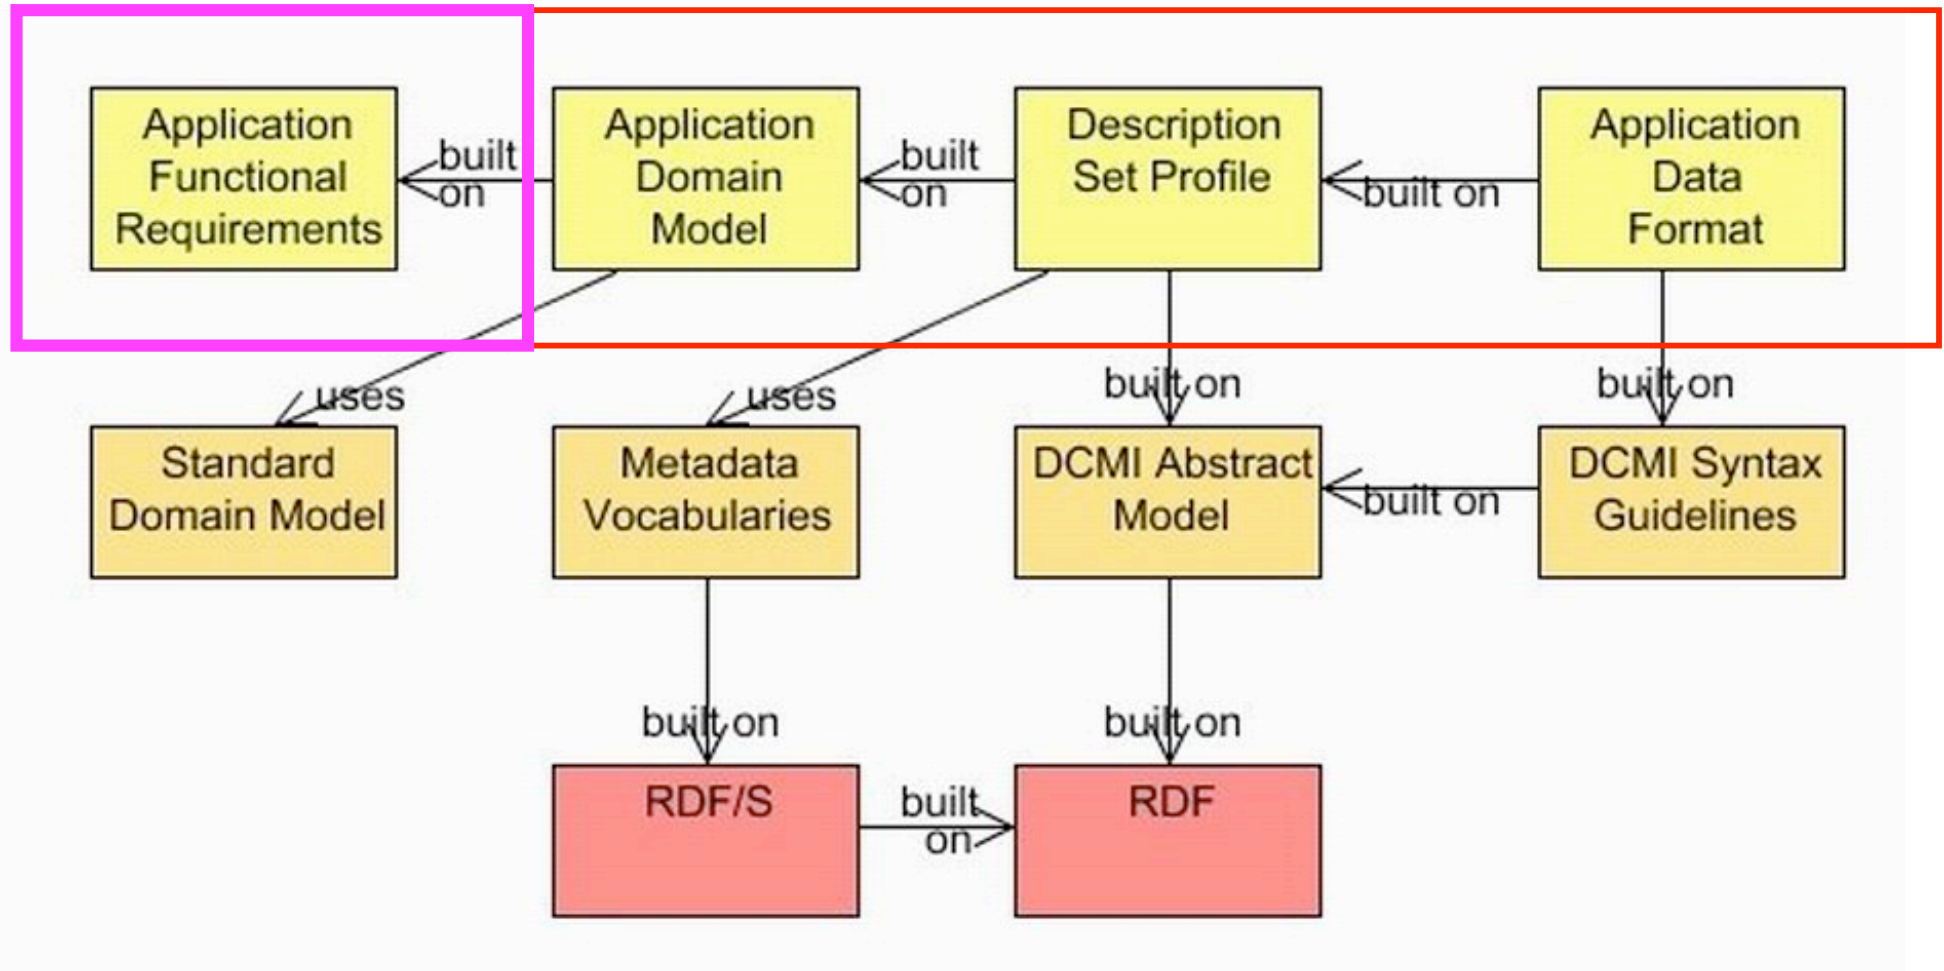 Application
Functional
Requirements
built
on
Application
Domain
Model
built
on
Description
Set Profile
built on
Application
Data
Format
uses
uses
built on
built on
Standard
Domain Model
Metadata
Vocabularies
DCMI Abstract
Model
built on
DCMI Syntax
Guidelines
built on
built on
RDF/S
built
on
RDF